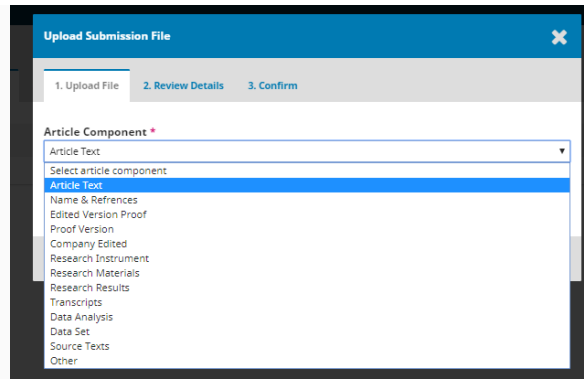 Upload Submission File
1. Upload File 2. Review Details 3. Confirm
Article Component *
Article Text
Select article component
Article Text
Name & Refrences
Edited Version Proof
Proof Version
Company Edited
Research Instrument
Research Materials
Research Results
Transcripts
Data Analysis
Data Set
Source Texts
Other